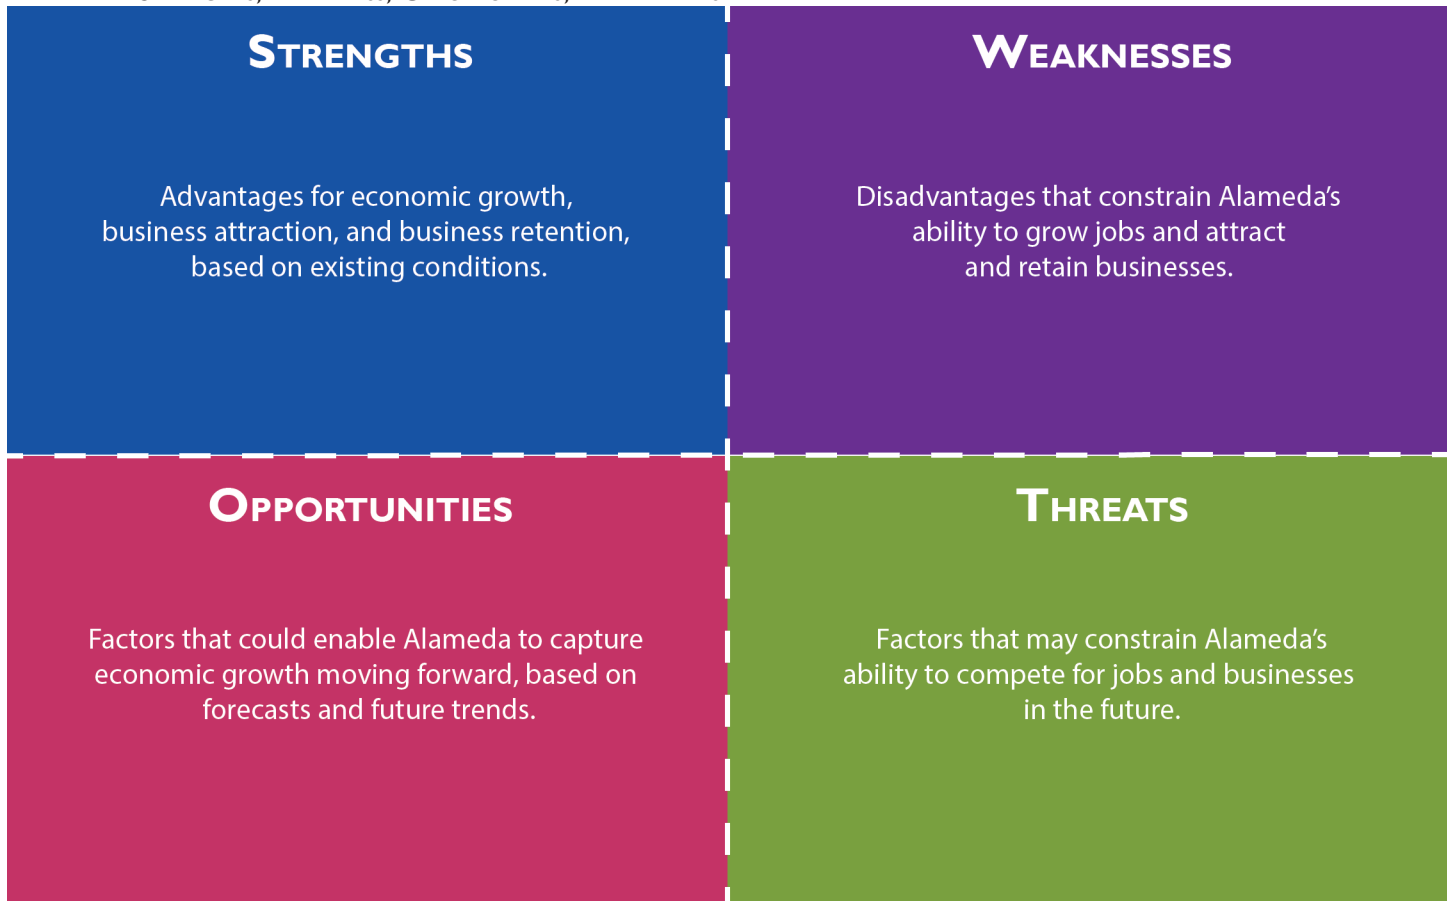 STRENGTHS
Advantages for economic growth,
business attraction, and business retention,
based on existing conditions.
WEAKNESSES
Disadvantages that constrain Alameda’s
ability to grow jobs and attract
and retain businesses.
OPPORTUNITIES
Factors that could enable Alameda to capture
economic growth moving forward, based on
forecasts and future trends.
THREATS
Factors that may constrain Alameda’s
ability to compete for jobs and businesses
in the future.